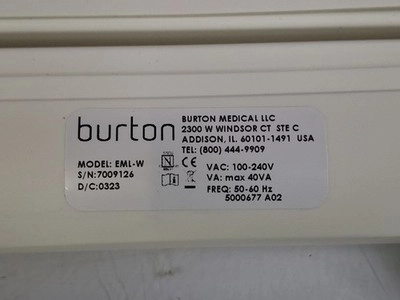 burton
BURTON MEDICAL LLC
2300 W WINDSOR CT STE C
ADDISON, IL. 60101-1491 USA
TEL: (800) 444-9909
MODEL: EML-W
S/N:7009126
D/C:0323
N
CE
VAC: 100-240V
VA: max 40VA
FREQ: 50-60 Hz
5000677 A02